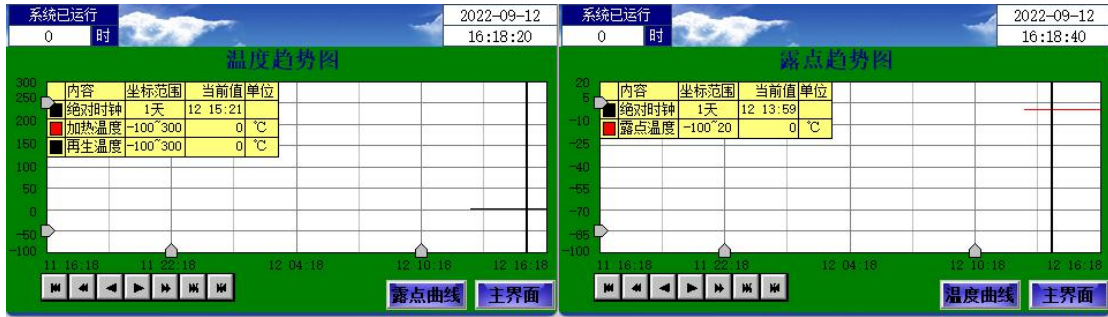 系统已运行
0 时
2022-09-12
16:18:20
温度趋势图
内容 坐标范围 当前值 单位
绝对时钟 1天 12 15:21
加热温度 -100~300 0 ℃
再生温度 -100~300 0 ℃
300
250
200
150
100
50
0
-50
-100
11 16:18 11 22:18 12 04:18 12 10:18 12 16:18
露点曲线 主界面
系统已运行
0 时
2022-09-12
16:18:40
露点趋势图
内容 坐标范围 当前值 单位
绝对时钟 1天 12 13:59
露点温度 -100~20 0 ℃
20
5
-10
-25
-40
-55
-70
-85
-100
11 16:18 11 22:18 12 04:18 12 10:18 12 16:18
温度曲线 主界面